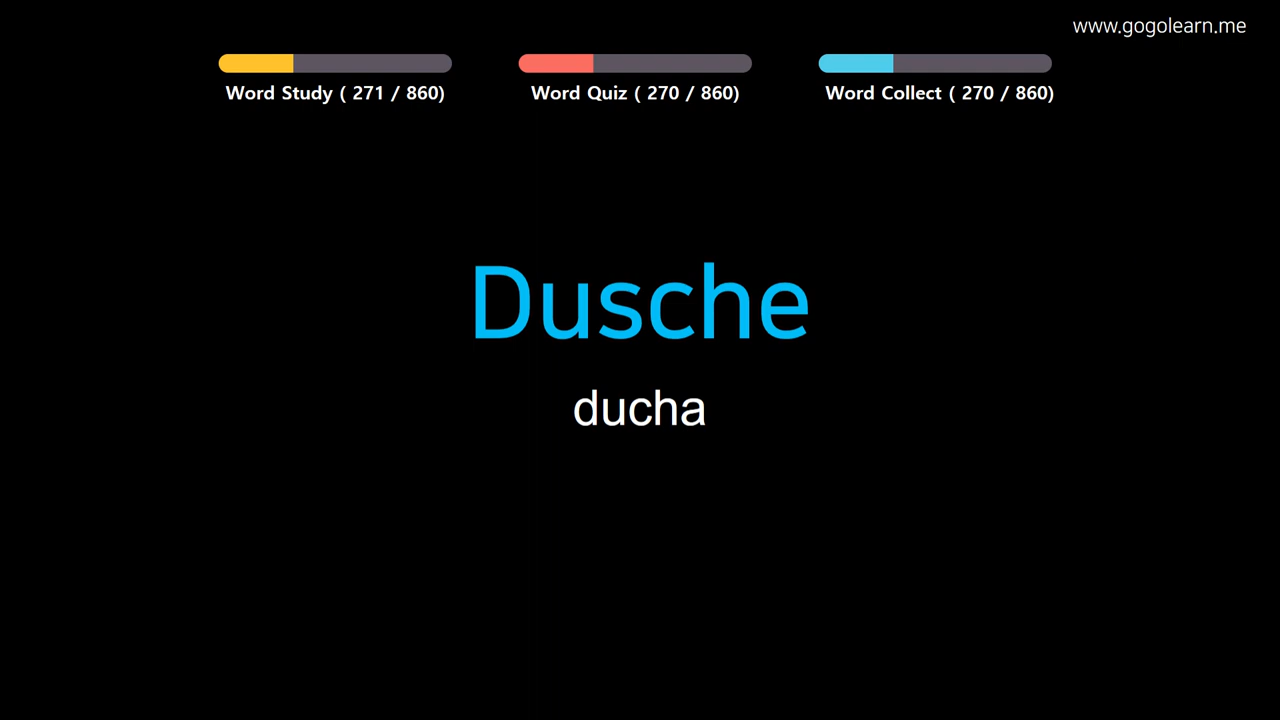 www.gogolearn.me
Word Study ( 271 / 860)
Word Quiz ( 270 / 860)
Word Collect ( 270 / 860)
Dusche
ducha